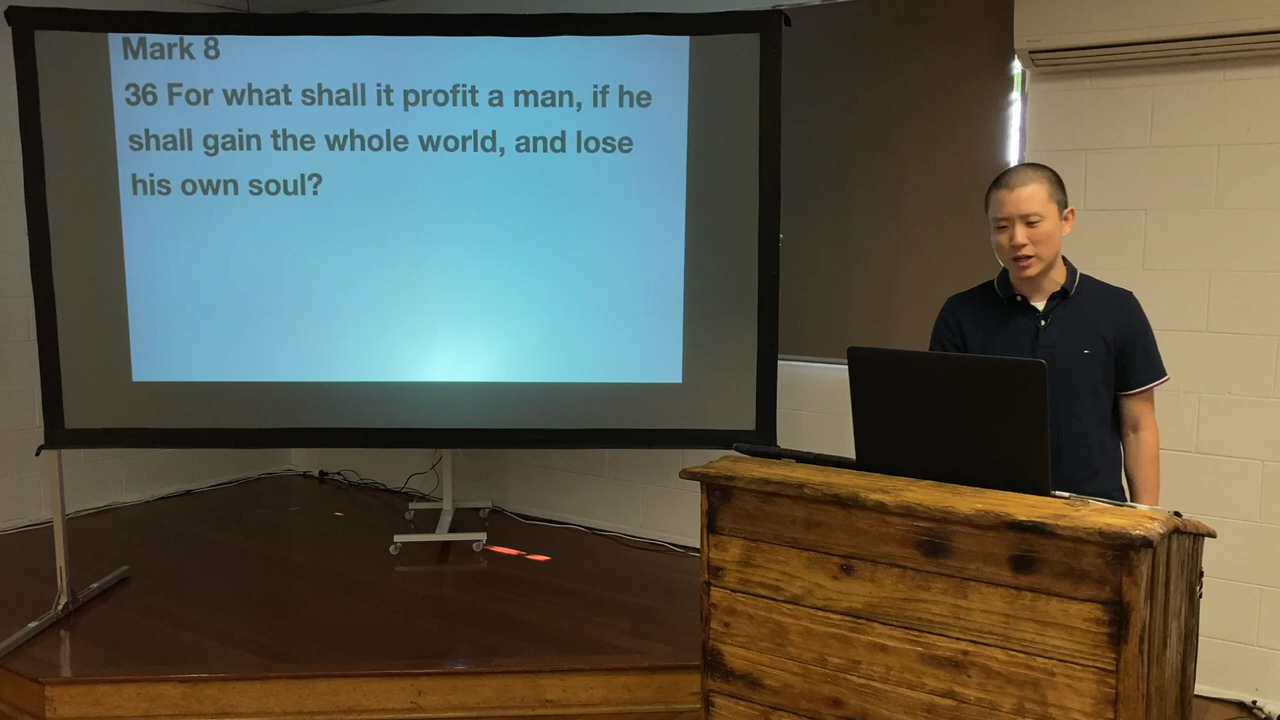 Mark 8
36 For what shall it profit a man, if he
shall gain the whole world, and lose
his own soul?